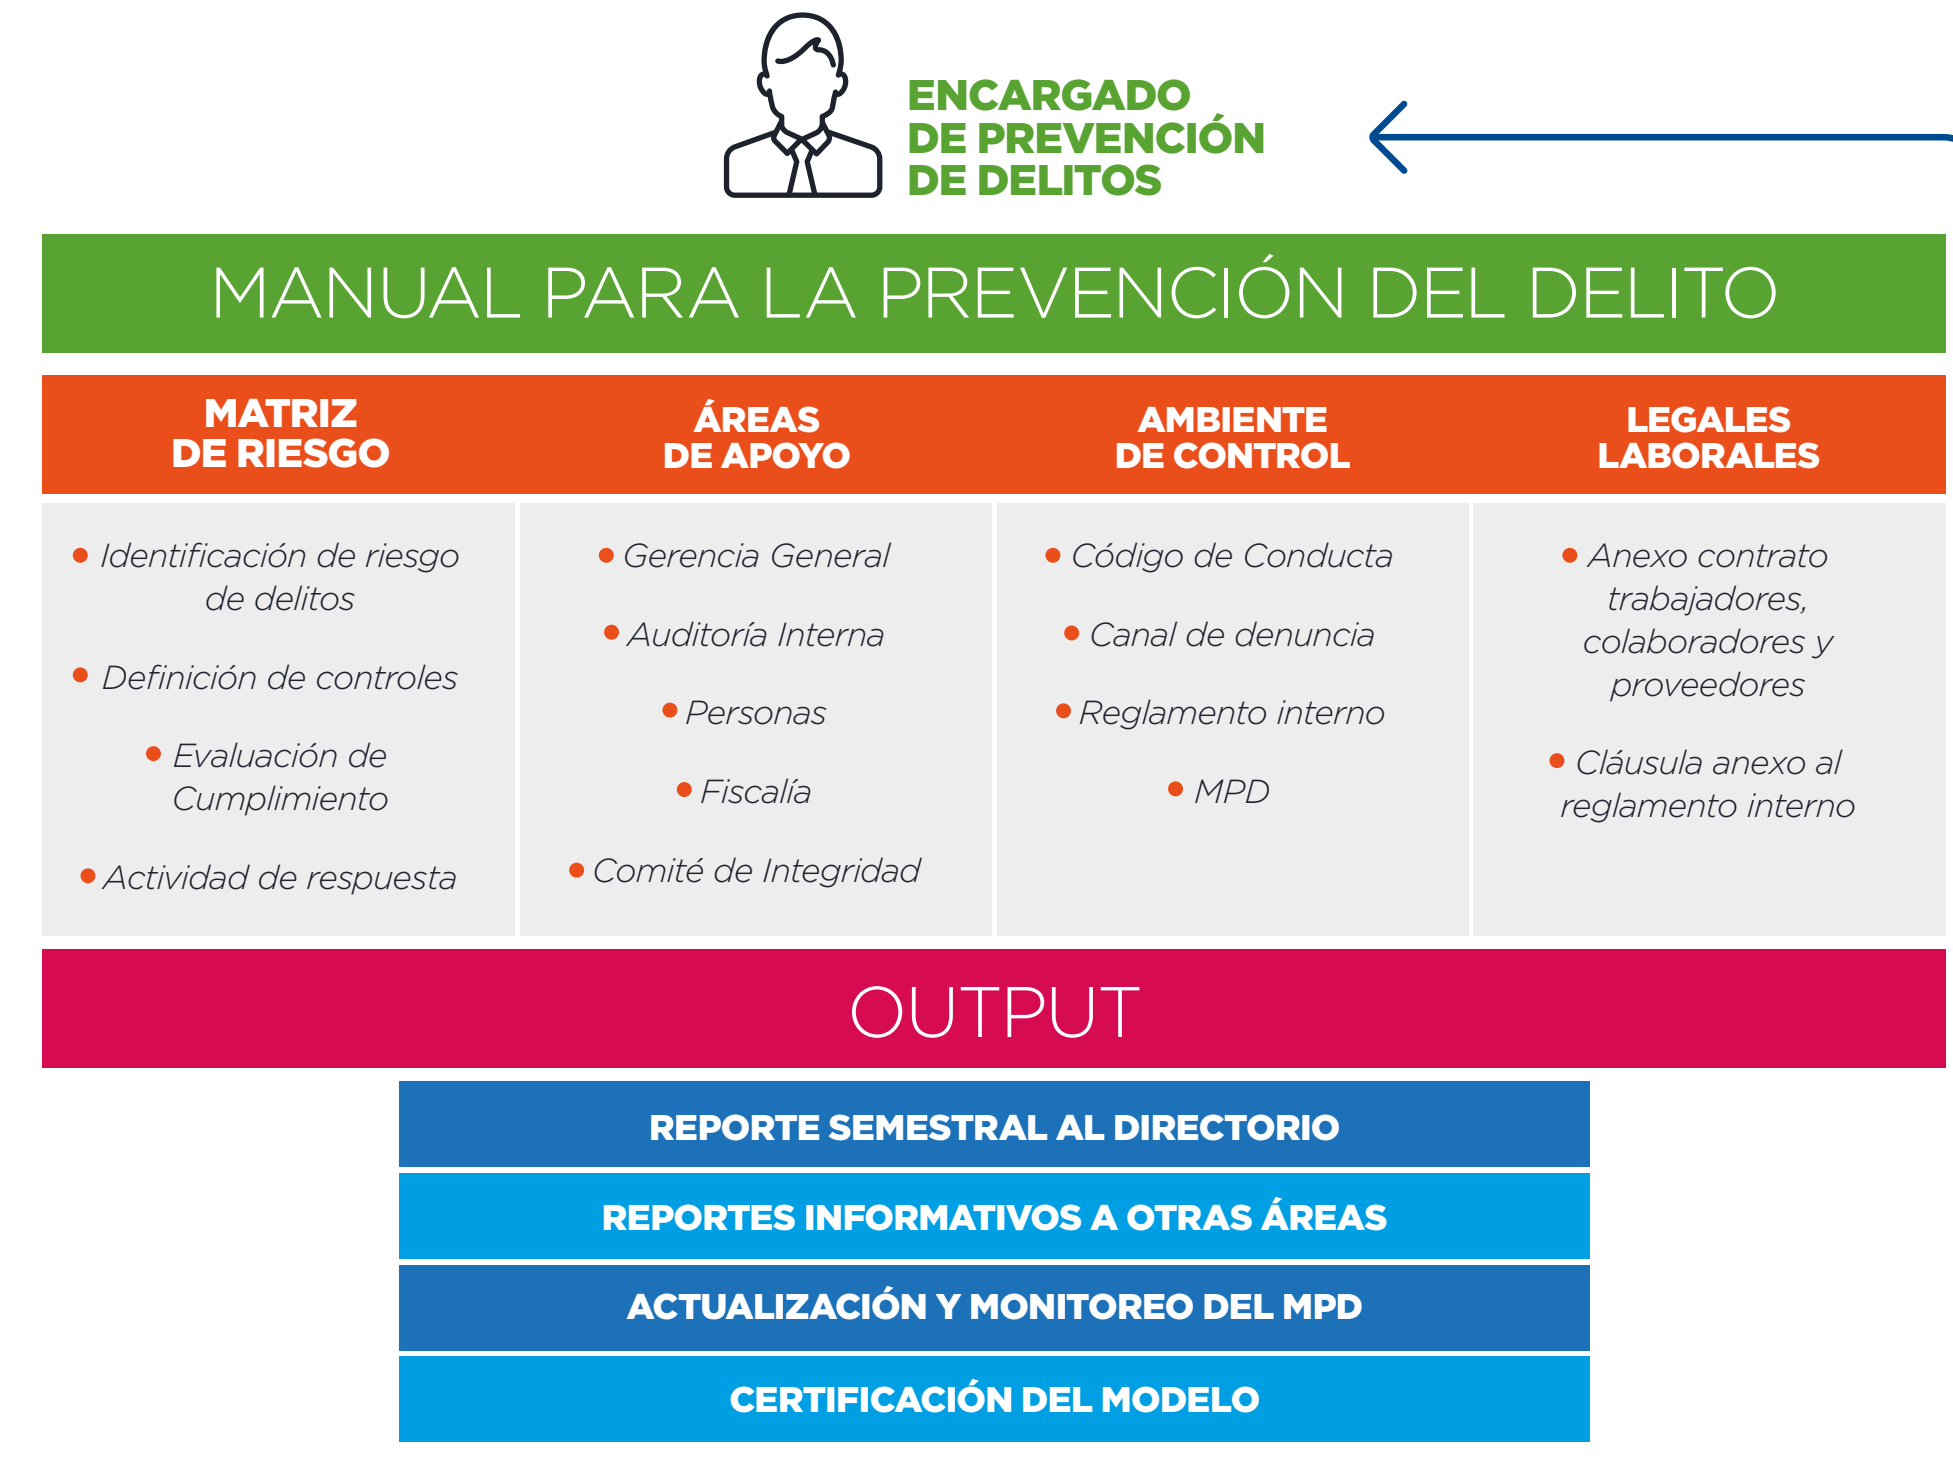 ENCARGADO
DE PREVENCIÓN
DE DELITOS
MANUAL PARA LA PREVENCIÓN DEL DELITO
MATRIZ
DE RIESGO
• Identificación de riesgo
de delitos
• Definición de controles
• Evaluación de
Cumplimiento
• Actividad de respuesta
ÁREAS
DE APOYO
• Gerencia General
• Auditoría Interna
• Personas
• Fiscalía
• Comité de Integridad
AMBIENTE
DE CONTROL
• Código de Conducta
• Canal de denuncia
• Reglamento interno
• MPD
LEGALES
LABORALES
• Anexo contrato
trabajadores,
colaboradores y
proveedores
• Cláusula anexo al
reglamento interno
OUTPUT
REPORTE SEMESTRAL AL DIRECTORIO
REPORTES INFORMATIVOS A OTRAS ÁREAS
ACTUALIZACIÓN Y MONITOREO DEL MPD
CERTIFICACIÓN DEL MODELO